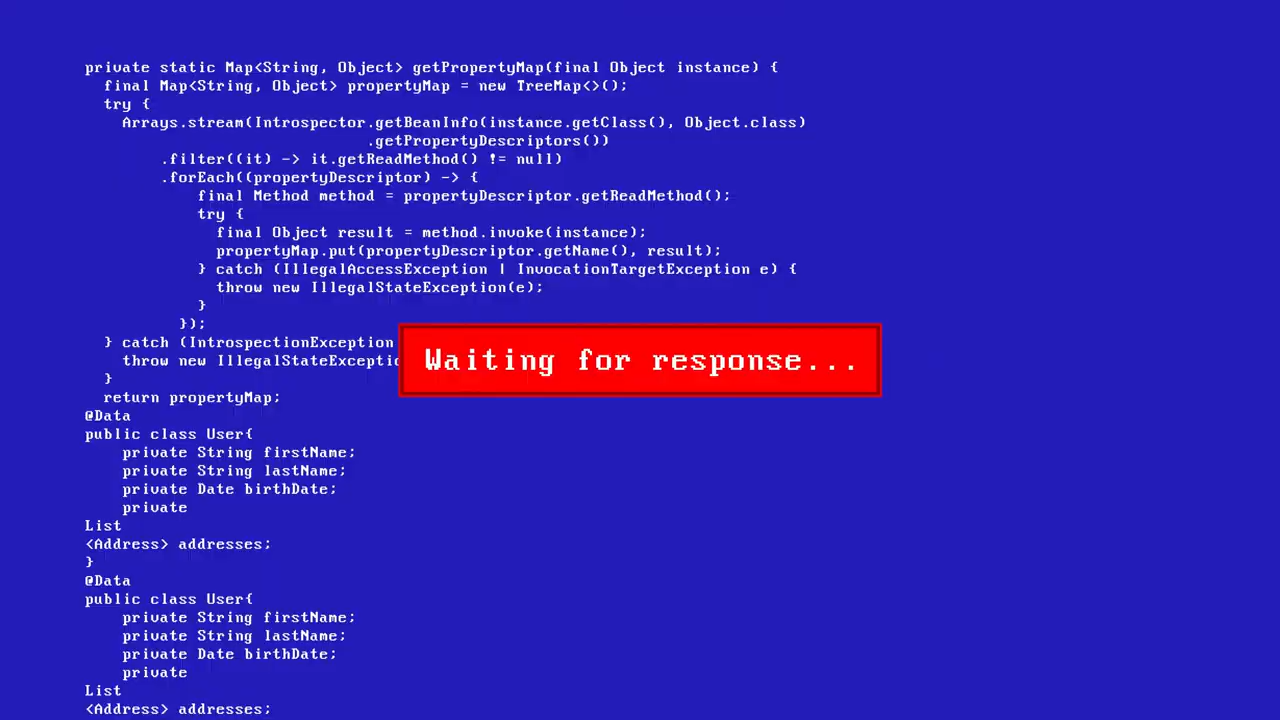 private static Map<String, Object> getPropertyMap(final Object instance) {
final Map<String, Object> propertyMap = new TreeMap<>();
try {
Arrays.stream(Introspector.getBeanInfo(instance.getClass(), Object.class)
.getPropertyDescriptors())
.filter((it) -> it.getReadMethod() != null)
.forEach((propertyDescriptor) -> {
final Method method = propertyDescriptor.getReadMethod();
try {
final Object result = method.invoke(instance);
propertyMap.put(propertyDescriptor.getName(), result);
} catch (IllegalAccessException | InvocationTargetException e) {
throw new IllegalStateException(e);
}
});
} catch (IntrospectionException
throw new IllegalStateExceptio
Waiting for response...
}
return propertyMap;
@Data
public class User{
private String firstName;
private String lastName;
private Date birthDate;
private
List
<Address> addresses;
}
@Data
public class User{
private String firstName;
private String lastName;
private Date birthDate;
private
List
<Address> addresses;